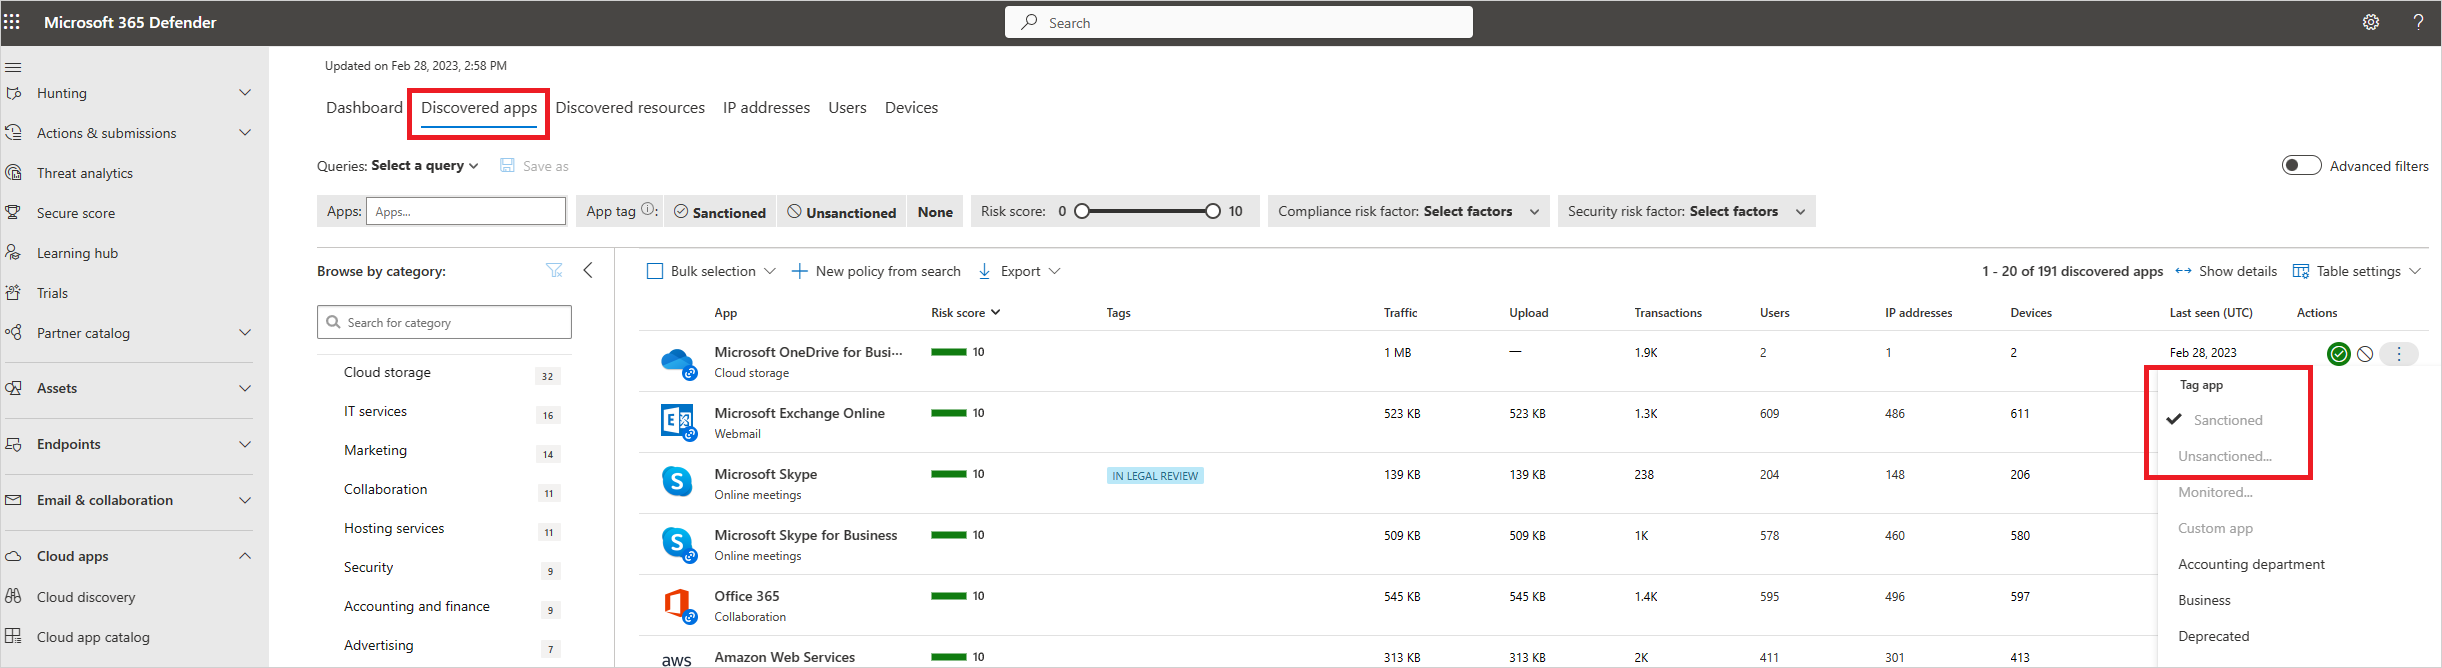 Microsoft 365 Defender
Search
?
Hunting
Actions & submissions
Threat analytics
Secure score
Learning hub
Trials
Partner catalog
Assets
Endpoints
Email & collaboration
Cloud apps
Cloud discovery
Cloud app catalog
Updated on Feb 28, 2023, 2:58 PM
Dashboard Discovered apps Discovered resources IP addresses Users Devices
Queries: Select a query Save as Advanced filters
Apps: Apps... App tag : Sanctioned Unsanctioned None Risk score: 0 10 Compliance risk factor: Select factors Security risk factor: Select factors
Browse by category:
Search for category
Cloud storage 32
IT services 16
Marketing 14
Collaboration 11
Hosting services 11
Security 9
Accounting and finance 9
Advertising 7
Bulk selection New policy from search Export 1 - 20 of 191 discovered apps Show details Table settings
App Risk score Tags Traffic Upload Transactions Users IP addresses Devices Last seen (UTC) Actions
Microsoft OneDrive for Busi··· 10 1 MB — 1.9K 2 1 2 Feb 28, 2023
Cloud storage
Microsoft Exchange Online 10 523 KB 523 KB 1.3K 609 486 611
Webmail
Microsoft Skype 10 IN LEGAL REVIEW 139 KB 139 KB 238 204 148 206
Online meetings
Microsoft Skype for Business 10 509 KB 509 KB 1K 578 460 580
Online meetings
Office 365 10 545 KB 545 KB 1.4K 595 496 597
Collaboration
aws Amazon Web Services 10 313 KB 313 KB 2K 411 301 413
Tag app
Sanctioned
Unsanctioned...
Monitored...
Custom app
Accounting department
Business
Deprecated